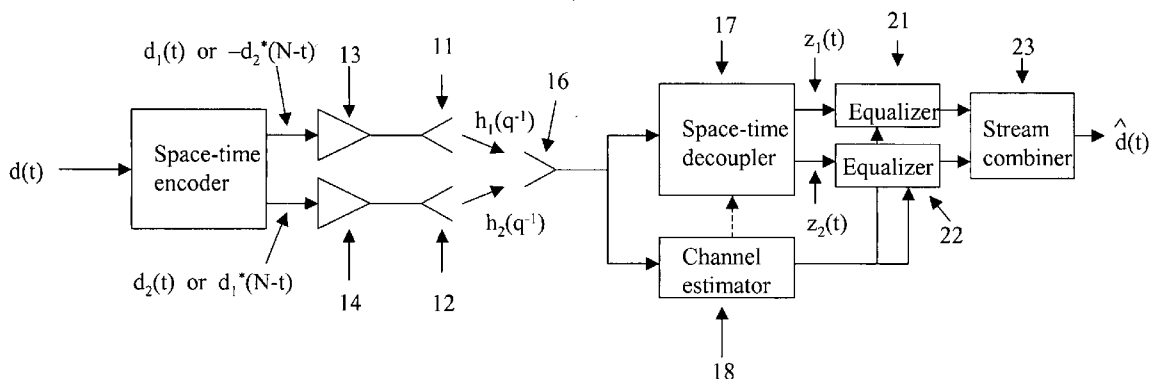 d₁(t) or –d₂*(N-t)
13
11
16
17
z₁(t)
21
23
d(t)
Space-time
encoder
h₁(q⁻¹)
h₂(q⁻¹)
Space-time
decoupler
Equalizer
Equalizer
Stream
combiner
d̂(t)
d₂(t) or d₁*(N-t)
14
12
Channel
estimator
z₂(t)
22
18